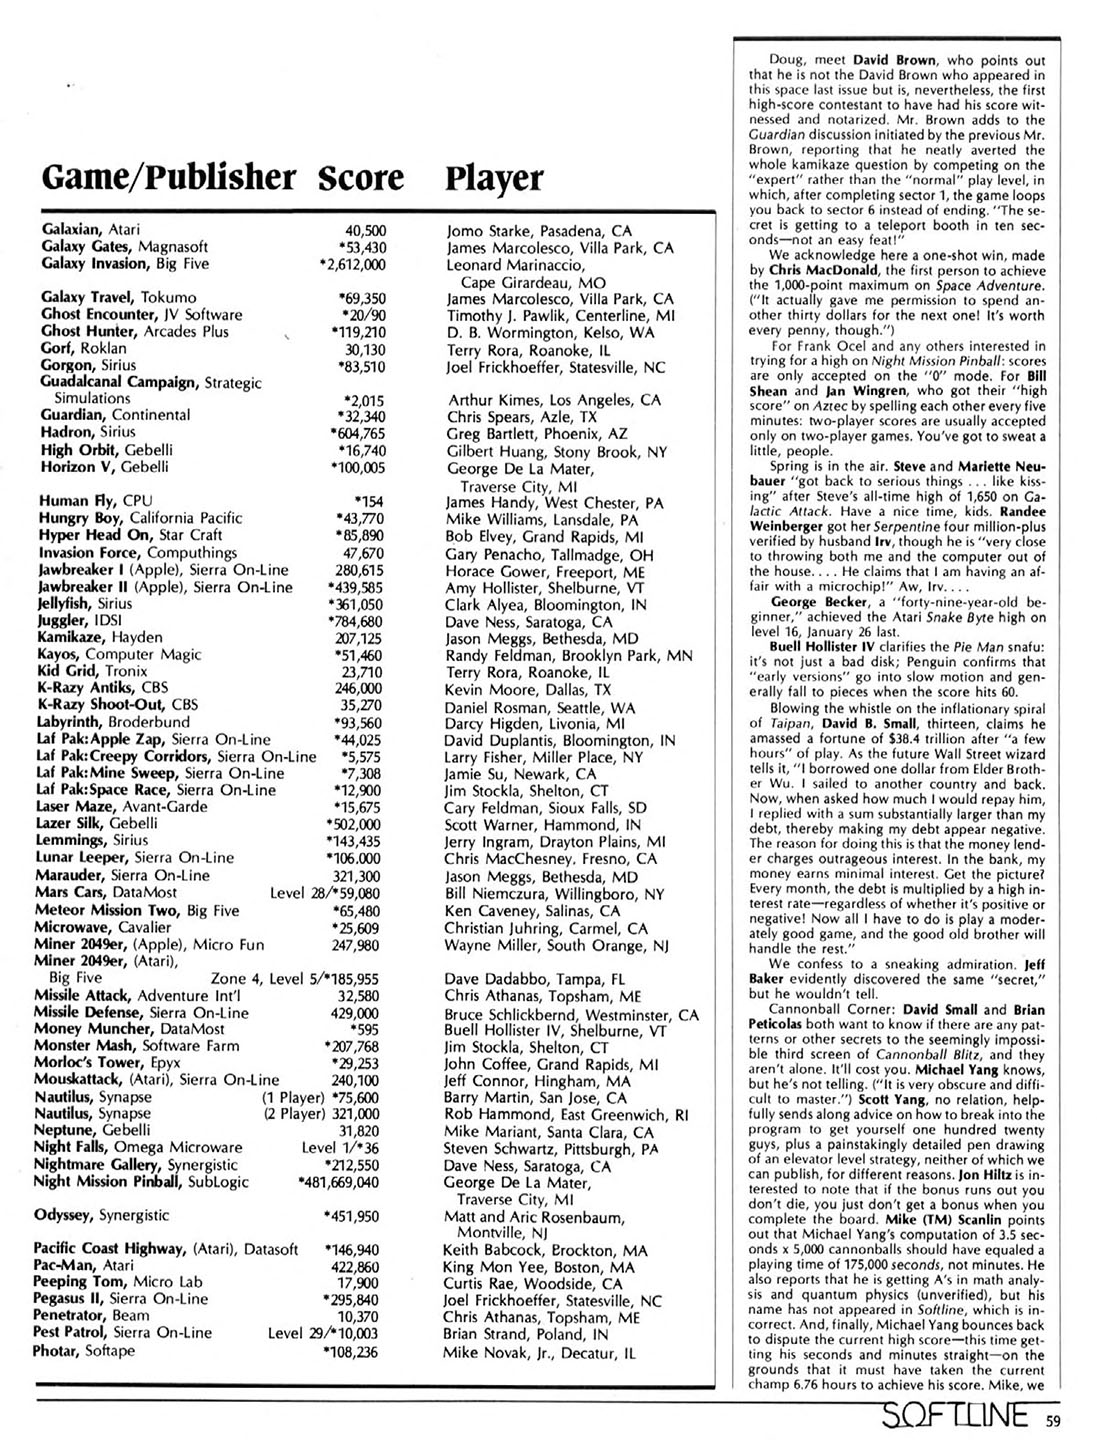 Game/Publisher Score Player
Galaxian, Atari 40,500 Jomo Starke, Pasadena, CA
Galaxy Gates, Magnasoft *53,430 James Marcolesco, Villa Park, CA
Galaxy Invasion, Big Five *2,612,000 Leonard Marinaccio,
Cape Girardeau, MO
Galaxy Travel, Tokumo *69,350 James Marcolesco, Villa Park, CA
Ghost Encounter, JV Software *20/90 Timothy J. Pawlik, Centerline, MI
Ghost Hunter, Arcades Plus *119,210 D. B. Wormington, Kelso, WA
Gorf, Roklan 30,130 Terry Rora, Roanoke, IL
Gorgon, Sirius *83,510 Joel Frickhoeffer, Statesville, NC
Guadalcanal Campaign, Strategic
Simulations *2,015 Arthur Kimes, Los Angeles, CA
Guardian, Continental *32,340 Chris Spears, Azle, TX
Hadron, Sirius *604,765 Greg Bartlett, Phoenix, AZ
High Orbit, Gebelli *16,740 Gilbert Huang, Stony Brook, NY
Horizon V, Gebelli *100,005 George De La Mater,
Traverse City, MI
Human Fly, CPU *154 James Handy, West Chester, PA
Hungry Boy, California Pacific *43,770 Mike Williams, Lansdale, PA
Hyper Head On, Star Craft *85,890 Bob Elvey, Grand Rapids, MI
Invasion Force, Computhings 47,670 Gary Penacho, Tallmadge, OH
Jawbreaker I (Apple), Sierra On-Line 280,615 Horace Gower, Freeport, ME
Jawbreaker II (Apple), Sierra On-Line *439,585 Amy Hollister, Shelburne, VT
Jellyfish, Sirius *361,050 Clark Alyea, Bloomington, IN
Juggler, IDSI *784,680 Dave Ness, Saratoga, CA
Kamikaze, Hayden 207,125 Jason Meggs, Bethesda, MD
Kayos, Computer Magic *51,460 Randy Feldman, Brooklyn Park, MN
Kid Grid, Tronix 23,710 Terry Rora, Roanoke, IL
K-Razy Antiks, CBS 246,000 Kevin Moore, Dallas, TX
K-Razy Shoot-Out, CBS 35,270 Daniel Rosman, Seattle, WA
Labyrinth, Broderbund *93,560 Darcy Higden, Livonia, MI
Laf Pak:Apple Zap, Sierra On-Line *44,025 David Duplantis, Bloomington, IN
Laf Pak:Creepy Corridors, Sierra On-Line *5,575 Larry Fisher, Miller Place, NY
Laf Pak:Mine Sweep, Sierra On-Line *7,308 Jamie Su, Newark, CA
Laf Pak:Space Race, Sierra On-Line *12,900 Jim Stockla, Shelton, CT
Laser Maze, Avant-Garde *15,675 Cary Feldman, Sioux Falls, SD
Lazer Silk, Gebelli *502,000 Scott Warner, Hammond, IN
Lemmings, Sirius *143,435 Jerry Ingram, Drayton Plains, MI
Lunar Leeper, Sierra On-Line *106.000 Chris MacChesney, Fresno, CA
Marauder, Sierra On-Line 321,300 Jason Meggs, Bethesda, MD
Mars Cars, DataMost Level 28/*59,080 Bill Niemczura, Willingboro, NY
Meteor Mission Two, Big Five *65,480 Ken Caveney, Salinas, CA
Microwave, Cavalier *25,609 Christian Juhring, Carmel, CA
Miner 2049er, (Apple), Micro Fun 247,980 Wayne Miller, South Orange, NJ
Miner 2049er, (Atari),
Big Five Zone 4, Level 5/*185,955 Dave Dadabbo, Tampa, FL
Missile Attack, Adventure Int'l 32,580 Chris Athanas, Topsham, ME
Missile Defense, Sierra On-Line 429,000 Bruce Schlickbernd, Westminster, CA
Money Muncher, DataMost *595 Buell Hollister IV, Shelburne, VT
Monster Mash, Software Farm *207,768 Jim Stockla, Shelton, CT
Morloc's Tower, Epyx *29,253 John Coffee, Grand Rapids, MI
Mouskattack, (Atari), Sierra On-Line 240,100 Jeff Connor, Hingham, MA
Nautilus, Synapse (1 Player) *75,600 Barry Martin, San Jose, CA
Nautilus, Synapse (2 Player) 321,000 Rob Hammond, East Greenwich, RI
Neptune, Gebelli 31,820 Mike Mariant, Santa Clara, CA
Night Falls, Omega Microware Level 1/*36 Steven Schwartz, Pittsburgh, PA
Nightmare Gallery, Synergistic *212,550 Dave Ness, Saratoga, CA
Night Mission Pinball, SubLogic *481,669,040 George De La Mater,
Traverse City, MI
Odyssey, Synergistic *451,950 Matt and Aric Rosenbaum,
Montville, NJ
Pacific Coast Highway, (Atari), Datasoft *146,940 Keith Babcock, Brockton, MA
Pac-Man, Atari 422,860 King Mon Yee, Boston, MA
Peeping Tom, Micro Lab 17,900 Curtis Rae, Woodside, CA
Pegasus II, Sierra On-Line *295,840 Joel Frickhoeffer, Statesville, NC
Penetrator, Beam 10,370 Chris Athanas, Topsham, ME
Pest Patrol, Sierra On-Line Level 29/*10,003 Brian Strand, Poland, IN
Photar, Softape *108,236 Mike Novak, Jr., Decatur, IL
Doug, meet David Brown, who points out
that he is not the David Brown who appeared in
this space last issue but is, nevertheless, the first
high-score contestant to have had his score wit-
nessed and notarized. Mr. Brown adds to the
Guardian discussion initiated by the previous Mr.
Brown, reporting that he neatly averted the
whole kamikaze question by competing on the
"expert" rather than the "normal" play level, in
which, after completing sector 1, the game loops
you back to sector 6 instead of ending. "The se-
cret is getting to a teleport booth in ten sec-
onds—not an easy feat!"
We acknowledge here a one-shot win, made
by Chris MacDonald, the first person to achieve
the 1,000-point maximum on Space Adventure.
("It actually gave me permission to spend an-
other thirty dollars for the next one! It's worth
every penny, though.")
For Frank Ocel and any others interested in
trying for a high on Night Mission Pinball: scores
are only accepted on the "0" mode. For Bill
Shean and Jan Wingren, who got their "high
score" on Aztec by spelling each other every five
minutes: two-player scores are usually accepted
only on two-player games. You've got to sweat a
little, people.
Spring is in the air. Steve and Mariette Neu-
bauer "got back to serious things . . . like kiss-
ing" after Steve's all-time high of 1,650 on Ga-
lactic Attack. Have a nice time, kids. Randee
Weinberger got her Serpentine four million-plus
verified by husband Irv, though he is "very close
to throwing both me and the computer out of
the house. . . . He claims that I am having an af-
fair with a microchip!" Aw, Irv. . . .
George Becker, a "forty-nine-year-old be-
ginner," achieved the Atari Snake Byte high on
level 16, January 26 last.
Buell Hollister IV clarifies the Pie Man snafu:
it's not just a bad disk; Penguin confirms that
"early versions" go into slow motion and gen-
erally fall to pieces when the score hits 60.
Blowing the whistle on the inflationary spiral
of Taipan, David B. Small, thirteen, claims he
amassed a fortune of $38.4 trillion after "a few
hours" of play. As the future Wall Street wizard
tells it, "I borrowed one dollar from Elder Broth-
er Wu. I sailed to another country and back.
Now, when asked how much I would repay him,
I replied with a sum substantially larger than my
debt, thereby making my debt appear negative.
The reason for doing this is that the money lend-
er charges outrageous interest. In the bank, my
money earns minimal interest. Get the picture?
Every month, the debt is multiplied by a high in-
terest rate—regardless of whether it's positive or
negative! Now all I have to do is play a moder-
ately good game, and the good old brother will
handle the rest."
We confess to a sneaking admiration. Jeff
Baker evidently discovered the same "secret,"
but he wouldn't tell.
Cannonball Corner: David Small and Brian
Peticolas both want to know if there are any pat-
terns or other secrets to the seemingly impossi-
ble third screen of Cannonball Blitz, and they
aren't alone. It'll cost you. Michael Yang knows,
but he's not telling. ("It is very obscure and diffi-
cult to master.") Scott Yang, no relation, help-
fully sends along advice on how to break into the
program to get yourself one hundred twenty
guys, plus a painstakingly detailed pen drawing
of an elevator level strategy, neither of which we
can publish, for different reasons. Jon Hiltz is in-
terested to note that if the bonus runs out you
don't die, you just don't get a bonus when you
complete the board. Mike (TM) Scanlin points
out that Michael Yang's computation of 3.5 sec-
onds x 5,000 cannonballs should have equaled a
playing time of 175,000 seconds, not minutes. He
also reports that he is getting A's in math analy-
sis and quantum physics (unverified), but his
name has not appeared in Softline, which is in-
correct. And, finally, Michael Yang bounces back
to dispute the current high score—this time get-
ting his seconds and minutes straight—on the
grounds that it must have taken the current
champ 6.76 hours to achieve his score. Mike, we
SOFTLINE 59